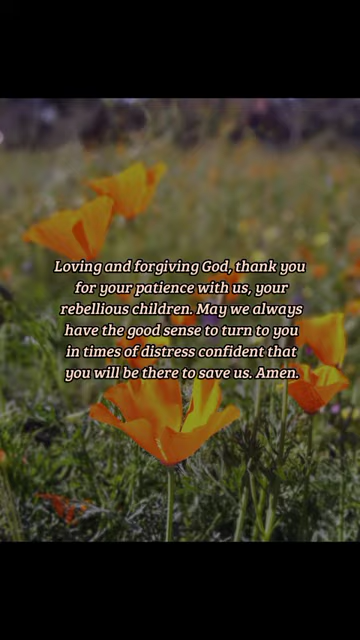 Loving and forgiving God, thank you
for your patience with us, your
rebellious children. May we always
have the good sense to turn to you
in times of distress confident that
you will be there to save us. Amen.